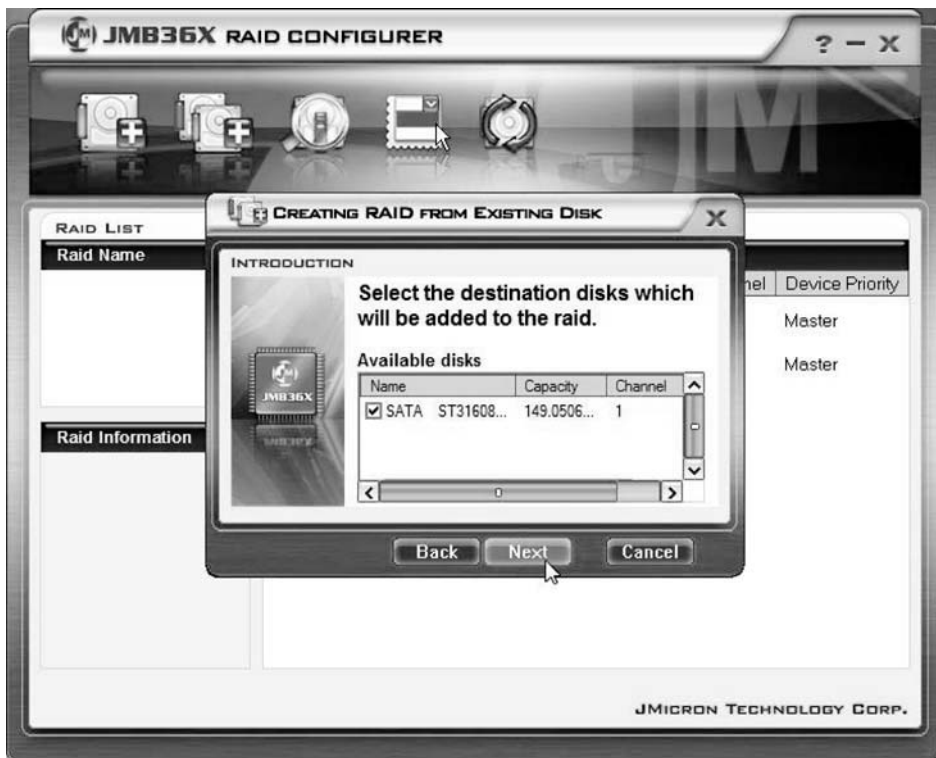 JMB36X RAID CONFIGURER
? – X
JM
RAID LIST
Raid Name
nel Device Priority
Master
Master
Raid Information
CREATING RAID FROM EXISTING DISK X
INTRODUCTION
JMB36X
Select the destination disks which
will be added to the raid.
Available disks
Name Capacity Channel
SATA ST31608... 149.0506... 1
Back Next Cancel
JMICRON TECHNOLOGY CORP.